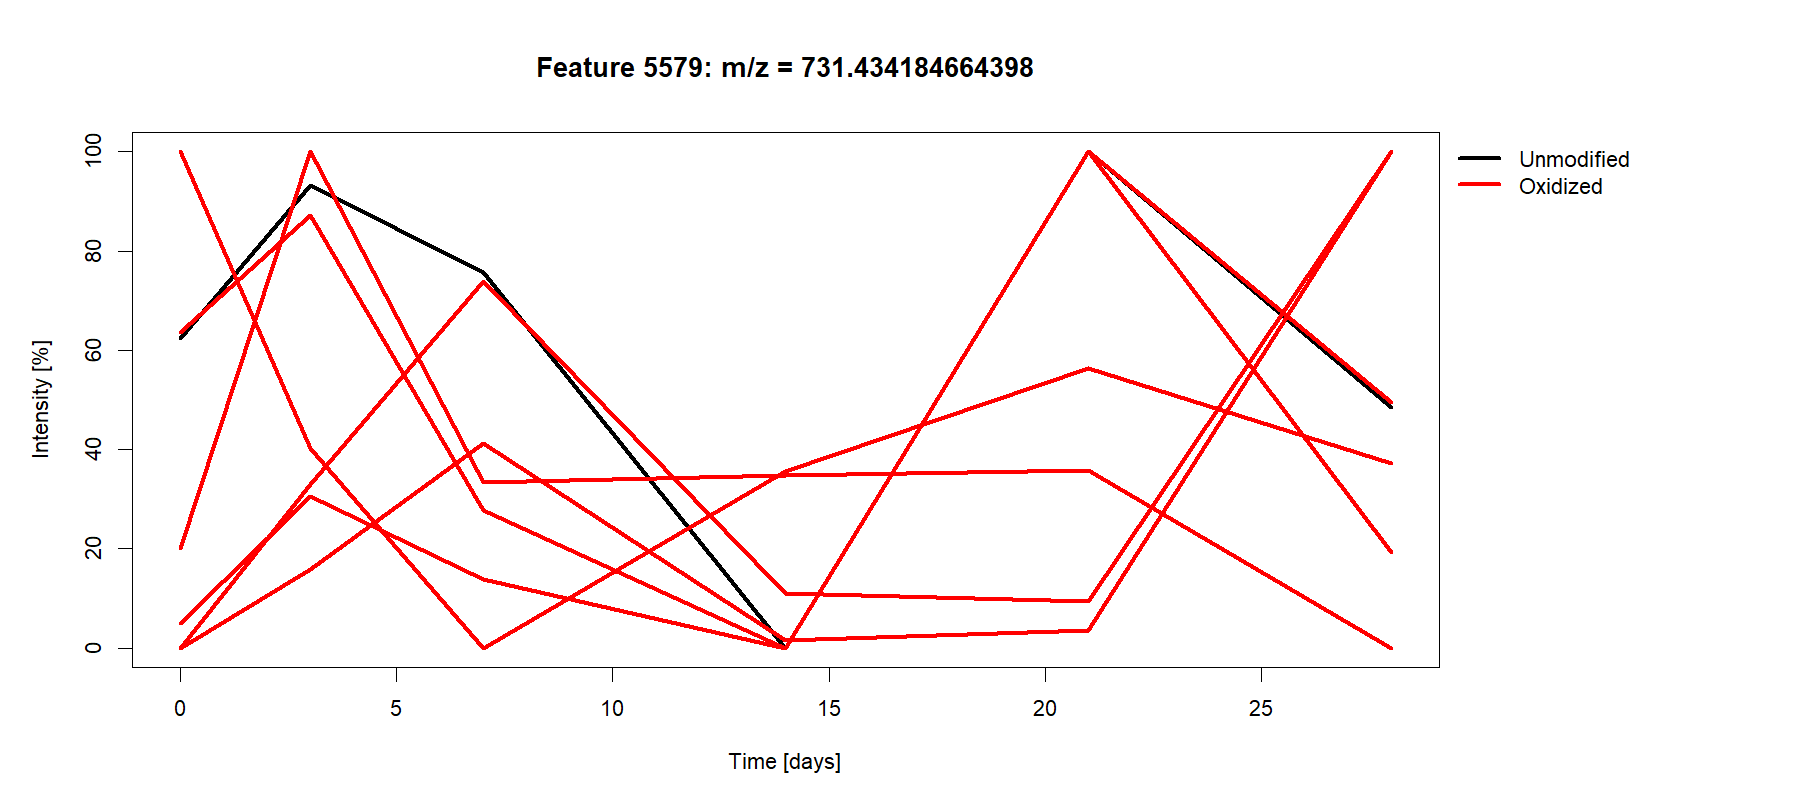 Feature 5579: m/z = 731.434184664398
Unmodified
Oxidized
Intensity [%]
100
80
60
40
20
0
0 5 10 15 20 25
Time [days]